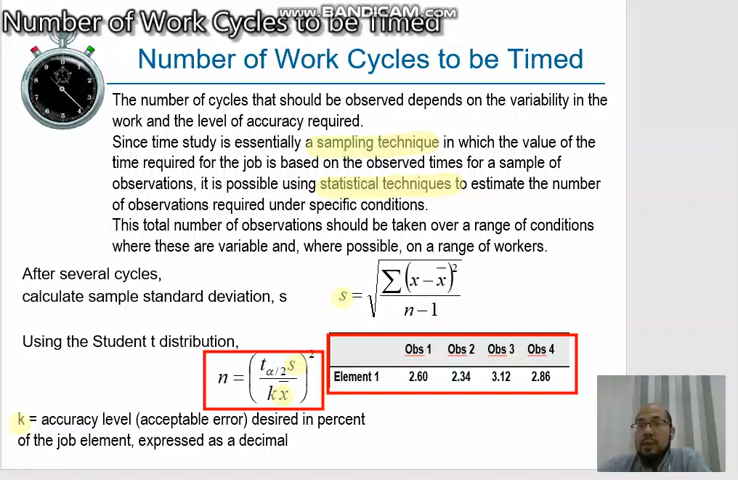 www.BANDICAM.com
Number of Work Cycles to be Timed
Number of Work Cycles to be Timed
The number of cycles that should be observed depends on the variability in the
work and the level of accuracy required.
Since time study is essentially a sampling technique in which the value of the
time required for the job is based on the observed times for a sample of
observations, it is possible using statistical techniques to estimate the number
of observations required under specific conditions.
This total number of observations should be taken over a range of conditions
where these are variable and, where possible, on a range of workers.
After several cycles,
calculate sample standard deviation, s
s = √(∑(x – x̄)² / (n – 1))
Using the Student t distribution,
n = (t α/2 s / k x̄)²
Obs 1 Obs 2 Obs 3 Obs 4
Element 1 2.60 2.34 3.12 2.86
k = accuracy level (acceptable error) desired in percent
of the job element, expressed as a decimal